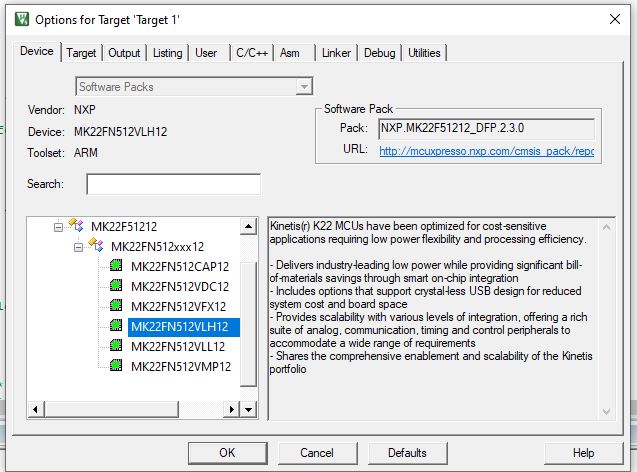 Options for Target 'Target 1'
Device Target Output Listing User C/C++ Asm Linker Debug Utilities
Software Packs
Vendor: NXP
Device: MK22FN512VLH12
Toolset: ARM
Search:
Software Pack
Pack: NXP.MK22F51212_DFP.2.3.0
URL: http://mcuxpresso.nxp.com/cmsis_pack/repo
MK22F51212
MK22FN512xxx12
MK22FN512CAP12
MK22FN512VDC12
MK22FN512VFX12
MK22FN512VLH12
MK22FN512VLL12
MK22FN512VMP12
Kinetis(r) K22 MCUs have been optimized for cost-sensitive
applications requiring low power flexibility and processing efficiency.
- Delivers industry-leading low power while providing significant bill-
of-materials savings through smart on-chip integration
- Includes options that support crystal-less USB design for reduced
system cost and board space
- Provides scalability with various levels of integration, offering a rich
suite of analog, communication, timing and control peripherals to
accommodate a wide range of requirements
- Shares the comprehensive enablement and scalability of the Kinetis
portfolio
OK Cancel Defaults Help